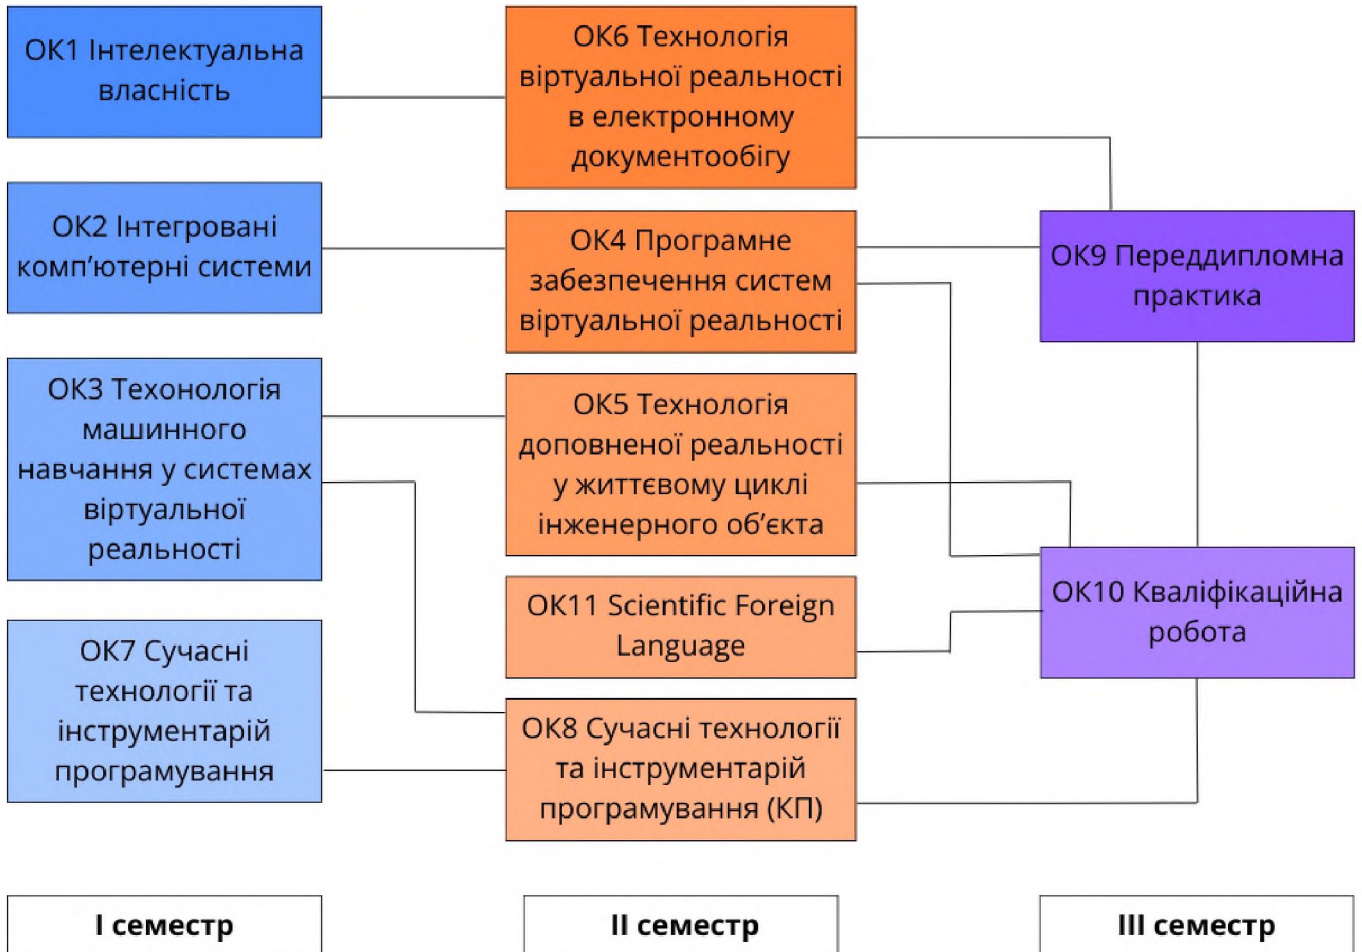 ОК1 Інтелектуальна
власність
ОК2 Інтегровані
комп’ютерні системи
ОК3 Техонологія
машинного
навчання у системах
віртуальної
реальності
ОК7 Сучасні
технології та
інструментарій
програмування
ОК6 Технологія
віртуальної реальності
в електронному
документообігу
ОК4 Програмне
забезпечення систем
віртуальної реальності
ОК5 Технологія
доповненої реальності
у життєвому циклі
інженерного об’єкта
ОК11 Scientific Foreign
Language
ОК8 Сучасні технології
та інструментарій
програмування (КП)
ОК9 Переддипломна
практика
ОК10 Кваліфікаційна
робота
І семестр
ІІ семестр
ІІІ семестр